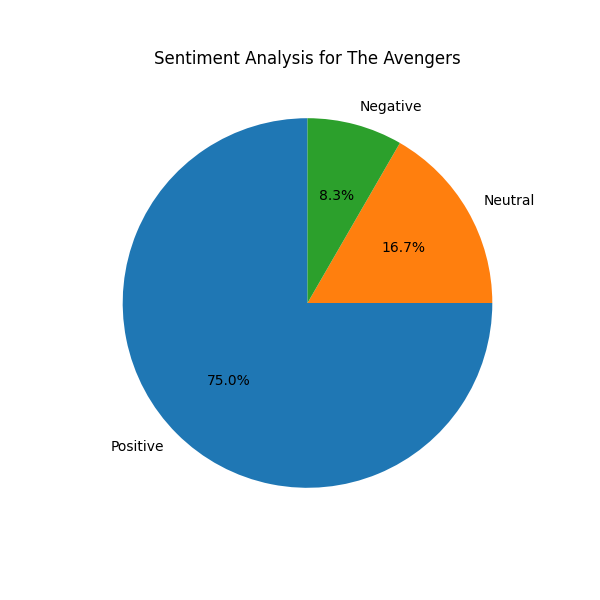 Sentiment Analysis for The Avengers
Negative
8.3%
Neutral
16.7%
75.0%
Positive